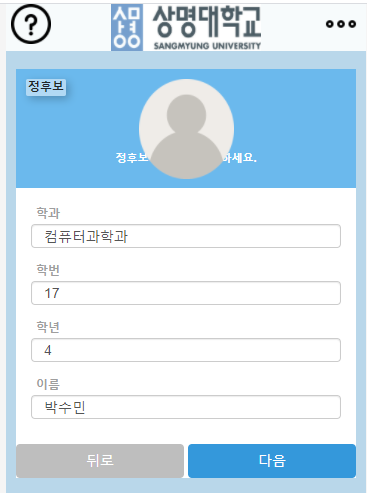 ?
상명대학교
SANGMYUNG UNIVERSITY
정후보
정후보 하세요.
학과
컴퓨터과학과
학번
17
학년
4
이름
박수민
뒤로
다음